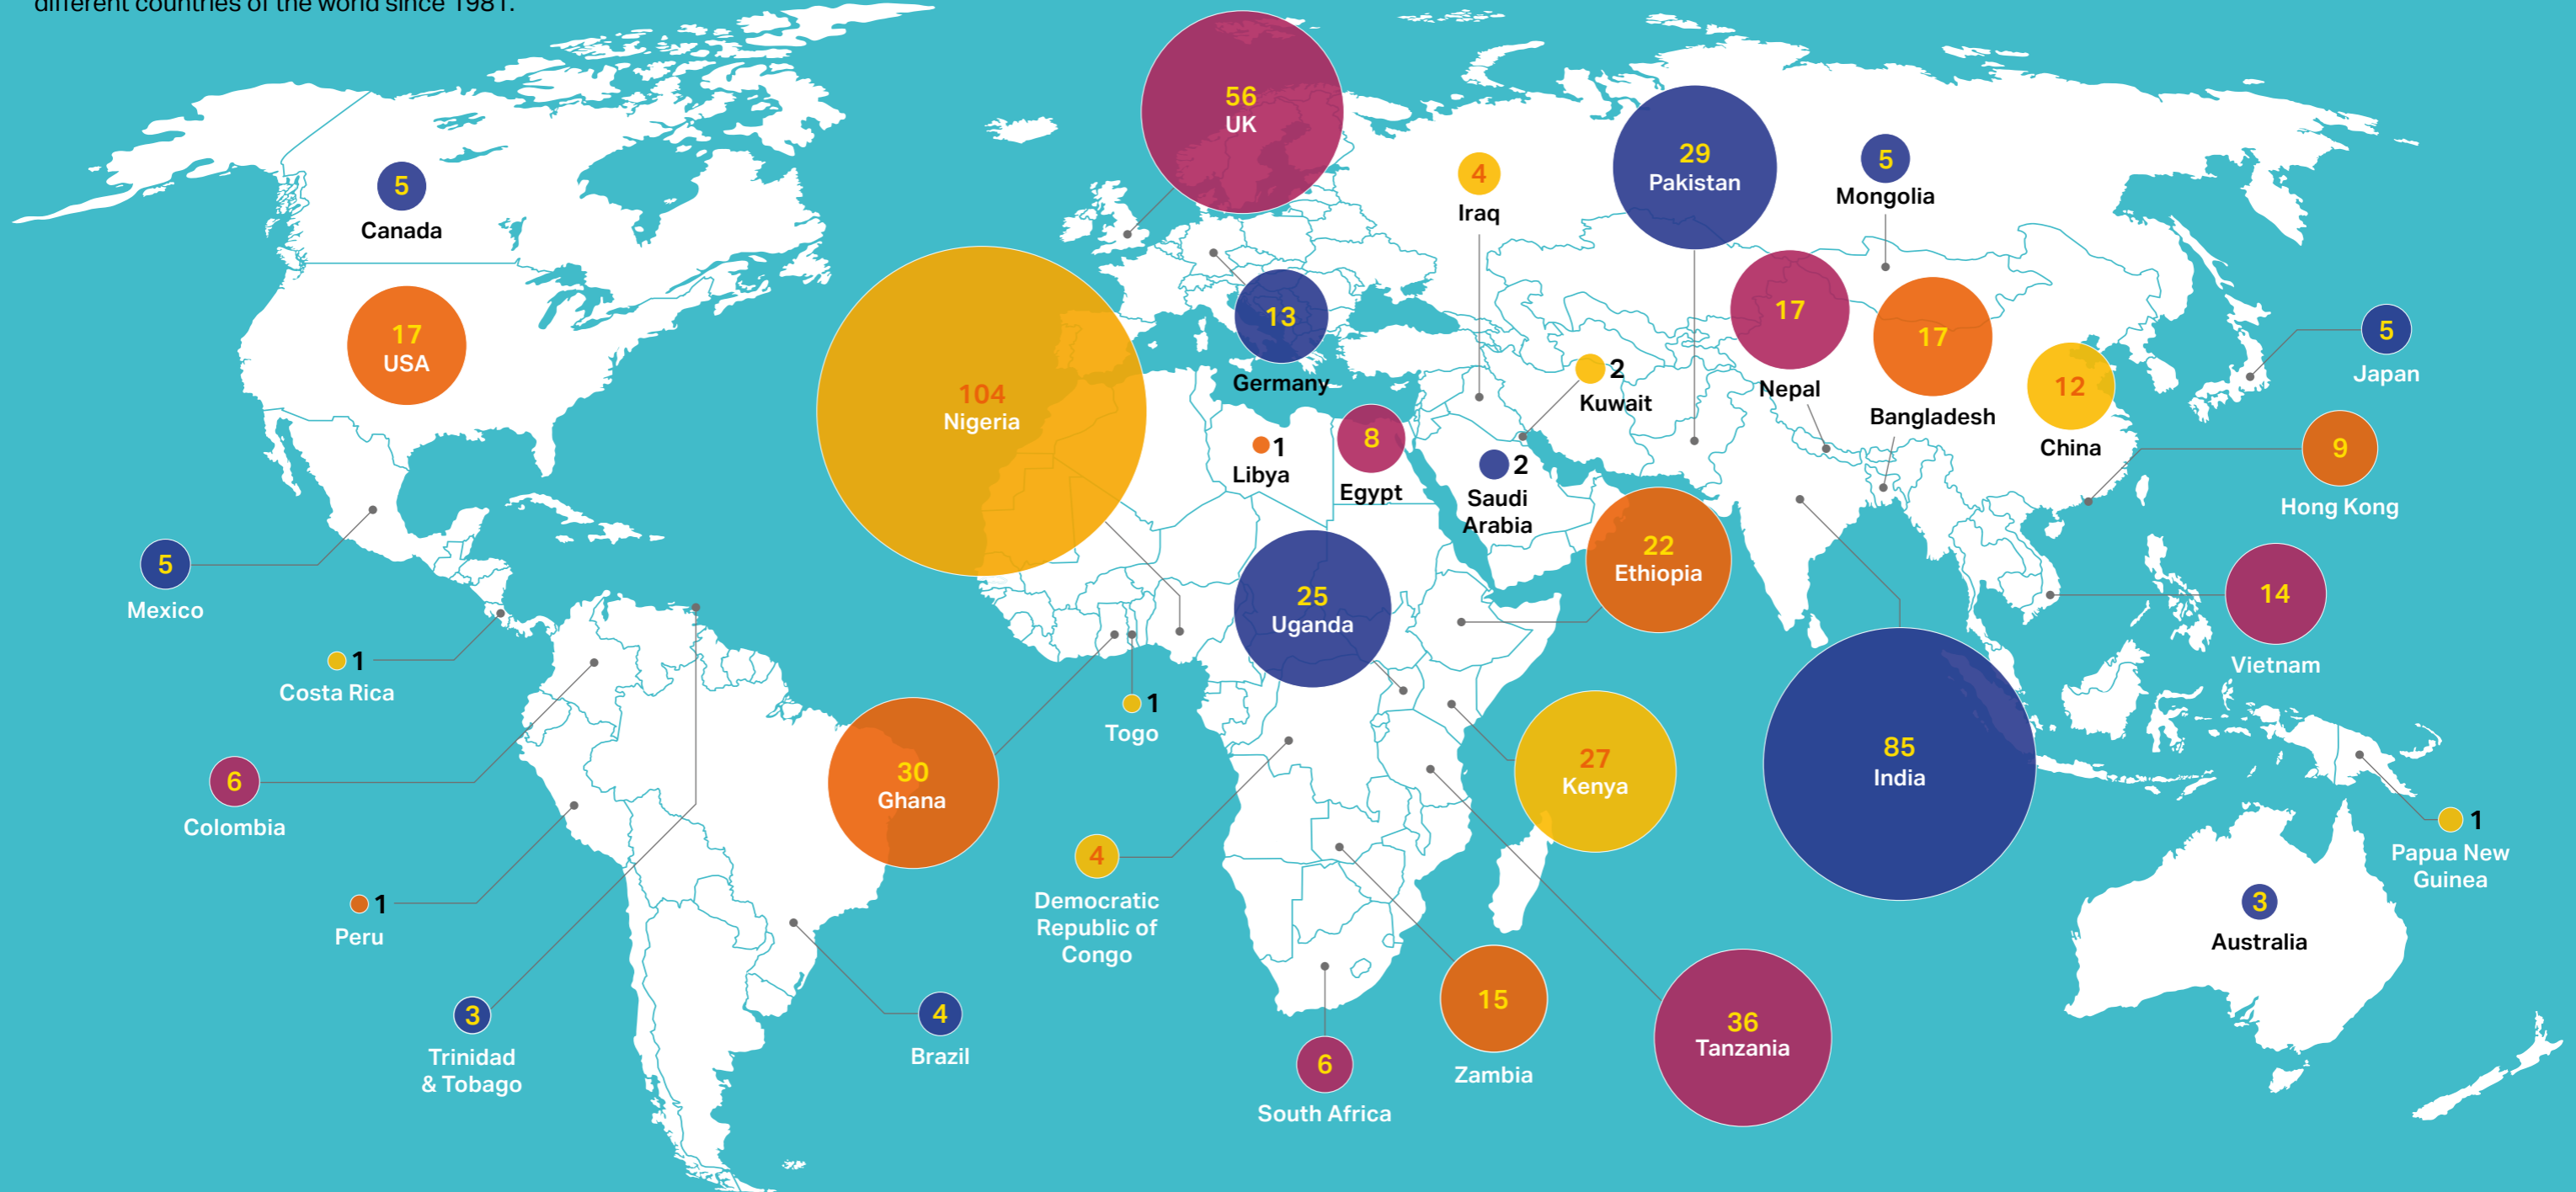 different countries of the world since 1981.
56
UK
29
Pakistan
5
Mongolia
4
Iraq
5
Canada
17
USA
104
Nigeria
13
Germany
2
Kuwait
17
Nepal
17
Bangladesh
12
China
5
Japan
9
Hong Kong
1
Libya
8
Egypt
2
Saudi
Arabia
22
Ethiopia
25
Uganda
14
Vietnam
5
Mexico
1
Costa Rica
6
Colombia
1
Peru
3
Trinidad
& Tobago
4
Brazil
30
Ghana
1
Togo
4
Democratic
Republic of
Congo
27
Kenya
85
India
1
Papua New
Guinea
3
Australia
15
Zambia
36
Tanzania
6
South Africa